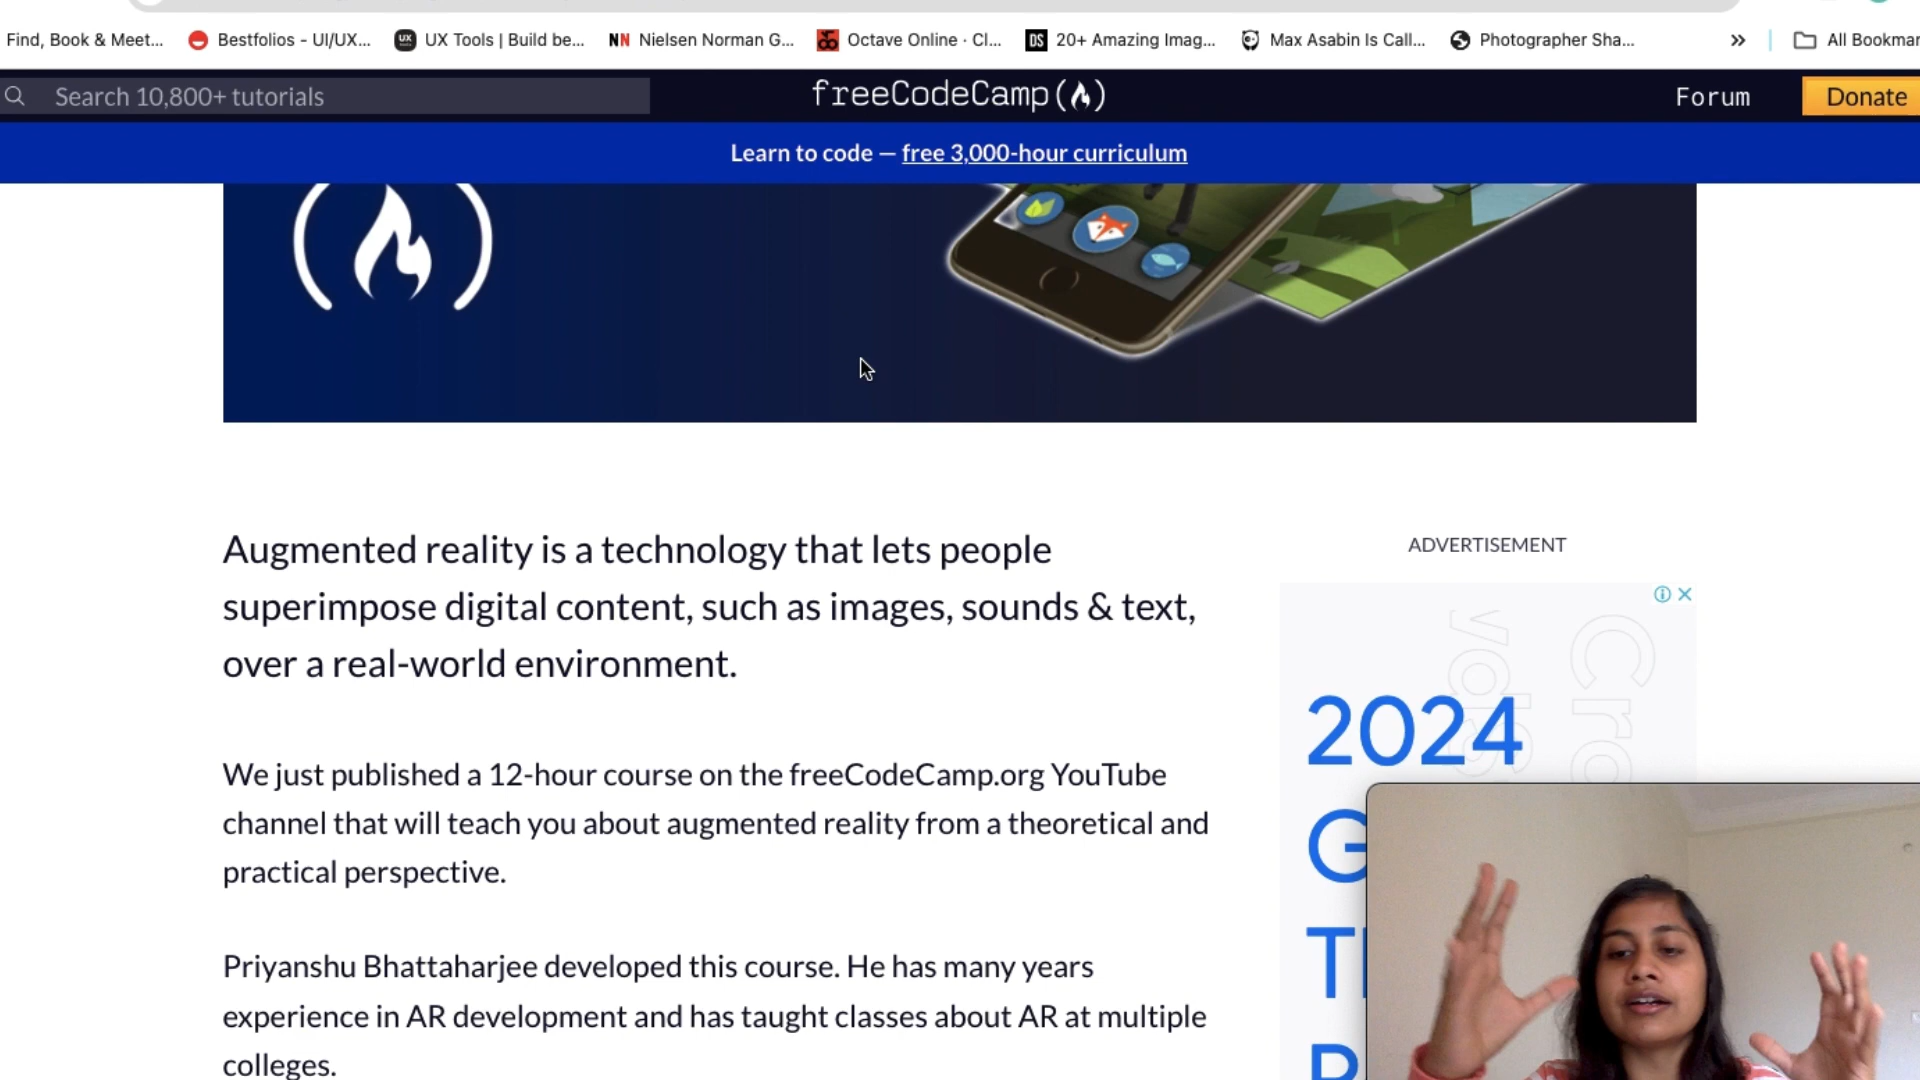 Find, Book & Meet...
Bestfolios - UI/UX...
UX Tools | Build be...
NN Nielsen Norman G...
Octave Online · Cl...
DS 20+ Amazing Imag...
Max Asabin Is Call...
Photographer Sha...
»
All Bookmar
Search 10,800+ tutorials
freeCodeCamp
Forum
Donate
Learn to code — free 3,000-hour curriculum
Augmented reality is a technology that lets people
superimpose digital content, such as images, sounds & text,
over a real-world environment.
We just published a 12-hour course on the freeCodeCamp.org YouTube
channel that will teach you about augmented reality from a theoretical and
practical perspective.
Priyanshu Bhattaharjee developed this course. He has many years
experience in AR development and has taught classes about AR at multiple
colleges.
ADVERTISEMENT
2024